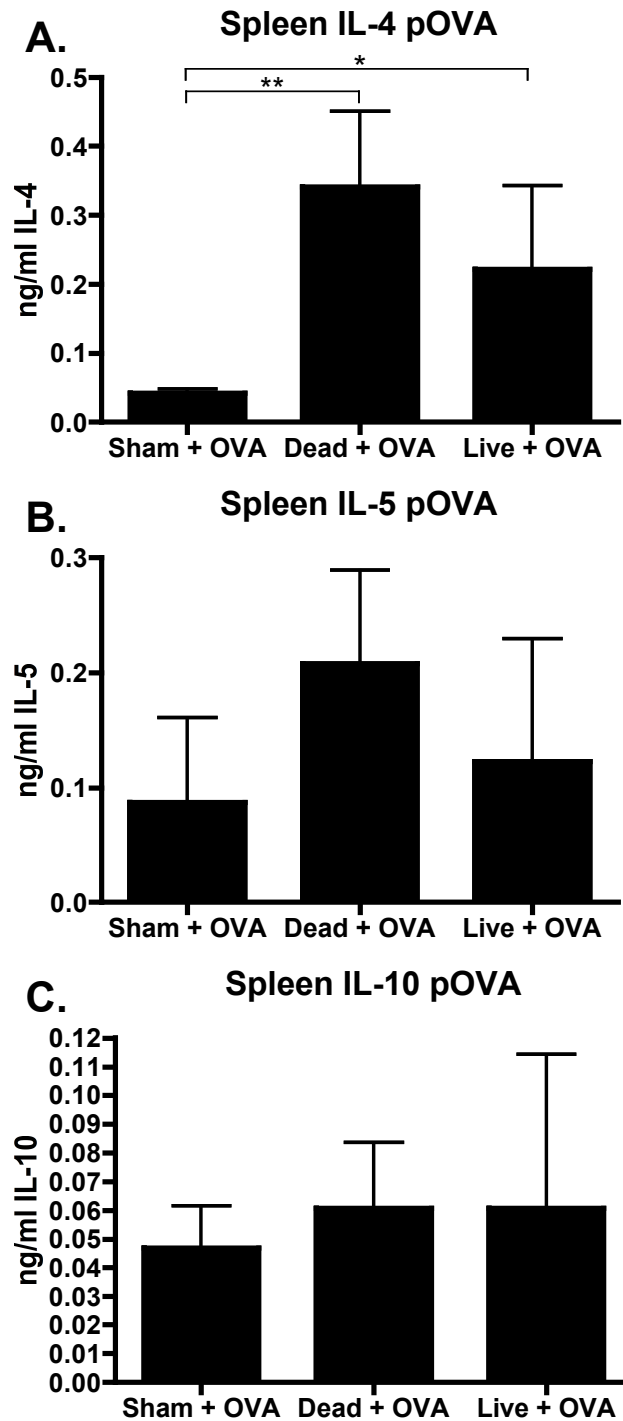 A.
Spleen IL-4 pOVA
*
**
0.5
0.4
0.3
0.2
0.1
0.0
ng/ml IL-4
Sham + OVA Dead + OVA Live + OVA
B.
Spleen IL-5 pOVA
0.3
0.2
0.1
0.0
ng/ml IL-5
Sham + OVA Dead + OVA Live + OVA
C.
Spleen IL-10 pOVA
0.12
0.11
0.10
0.09
0.08
0.07
0.06
0.05
0.04
0.03
0.02
0.01
0.00
ng/ml IL-10
Sham + OVA Dead + OVA Live + OVA